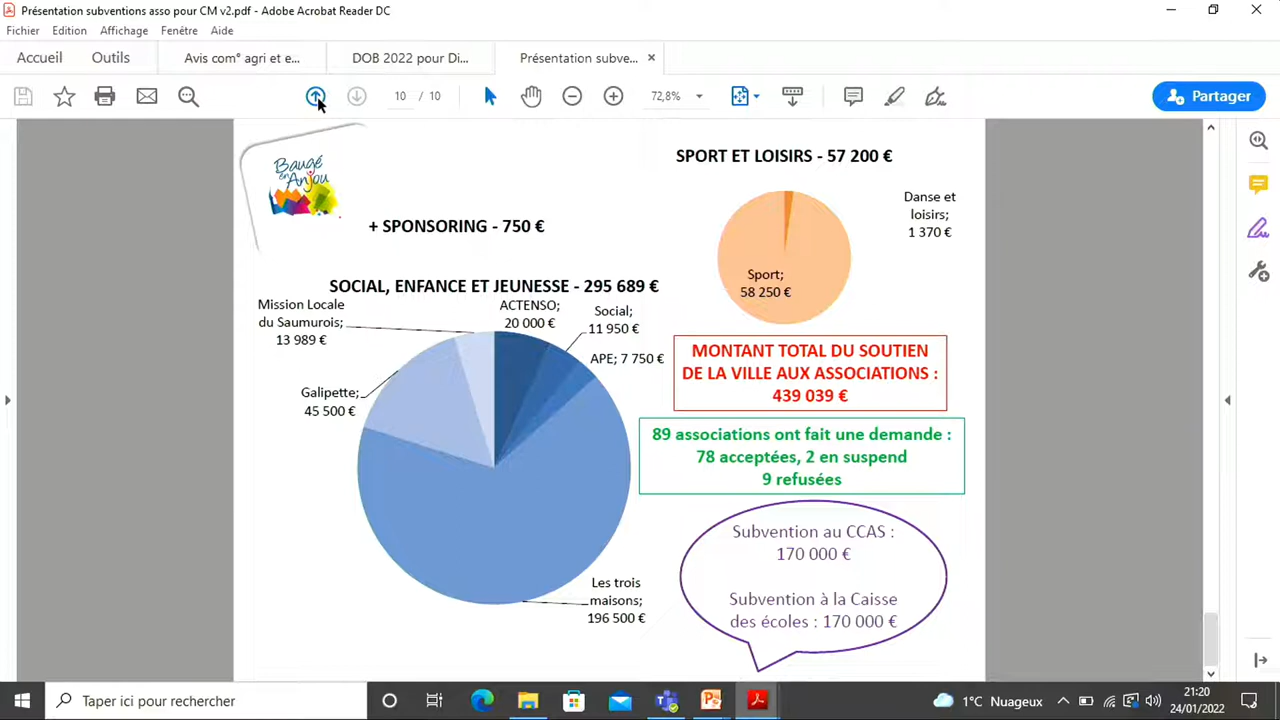 Présentation subventions asso pour CM v2.pdf - Adobe Acrobat Reader DC
Fichier Edition Affichage Fenêtre Aide
Accueil Outils Avis com° agri et e... DOB 2022 pour Di... Présentation subve...
10 / 10 72,8% Partager
Baugé
en
Anjou
+ SPONSORING - 750 €
SPORT ET LOISIRS - 57 200 €
Danse et
loisirs;
1 370 €
Sport;
58 250 €
SOCIAL, ENFANCE ET JEUNESSE - 295 689 €
Mission Locale
du Saumurois;
13 989 €
ACTENSO;
20 000 €
Social;
11 950 €
APE; 7 750 €
Galipette;
45 500 €
Les trois
maisons;
196 500 €
MONTANT TOTAL DU SOUTIEN
DE LA VILLE AUX ASSOCIATIONS :
439 039 €
89 associations ont fait une demande :
78 acceptées, 2 en suspend
9 refusées
Subvention au CCAS :
170 000 €
Subvention à la Caisse
des écoles : 170 000 €
Taper ici pour rechercher
1°C Nuageux
21:20
24/01/2022